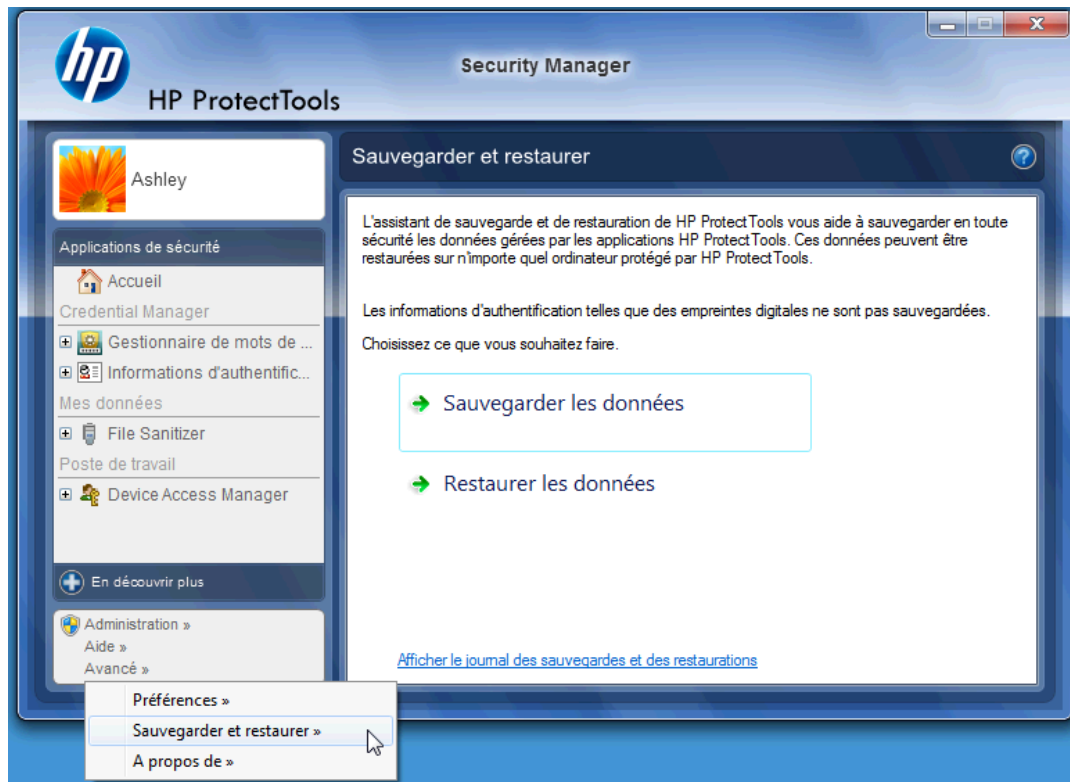 hp
HP ProtectTools
Security Manager
Ashley
Applications de sécurité
Accueil
Credential Manager
Gestionnaire de mots de ...
Informations d'authentific...
Mes données
File Sanitizer
Poste de travail
Device Access Manager
En découvrir plus
Administration »
Aide »
Avancé »
Préférences »
Sauvegarder et restaurer »
A propos de »
Sauvegarder et restaurer
L'assistant de sauvegarde et de restauration de HP ProtectTools vous aide à sauvegarder en toute
sécurité les données gérées par les applications HP ProtectTools. Ces données peuvent être
restaurées sur n'importe quel ordinateur protégé par HP ProtectTools.
Les informations d'authentification telles que des empreintes digitales ne sont pas sauvegardées.
Choisissez ce que vous souhaitez faire.
Sauvegarder les données
Restaurer les données
Afficher le journal des sauvegardes et des restaurations